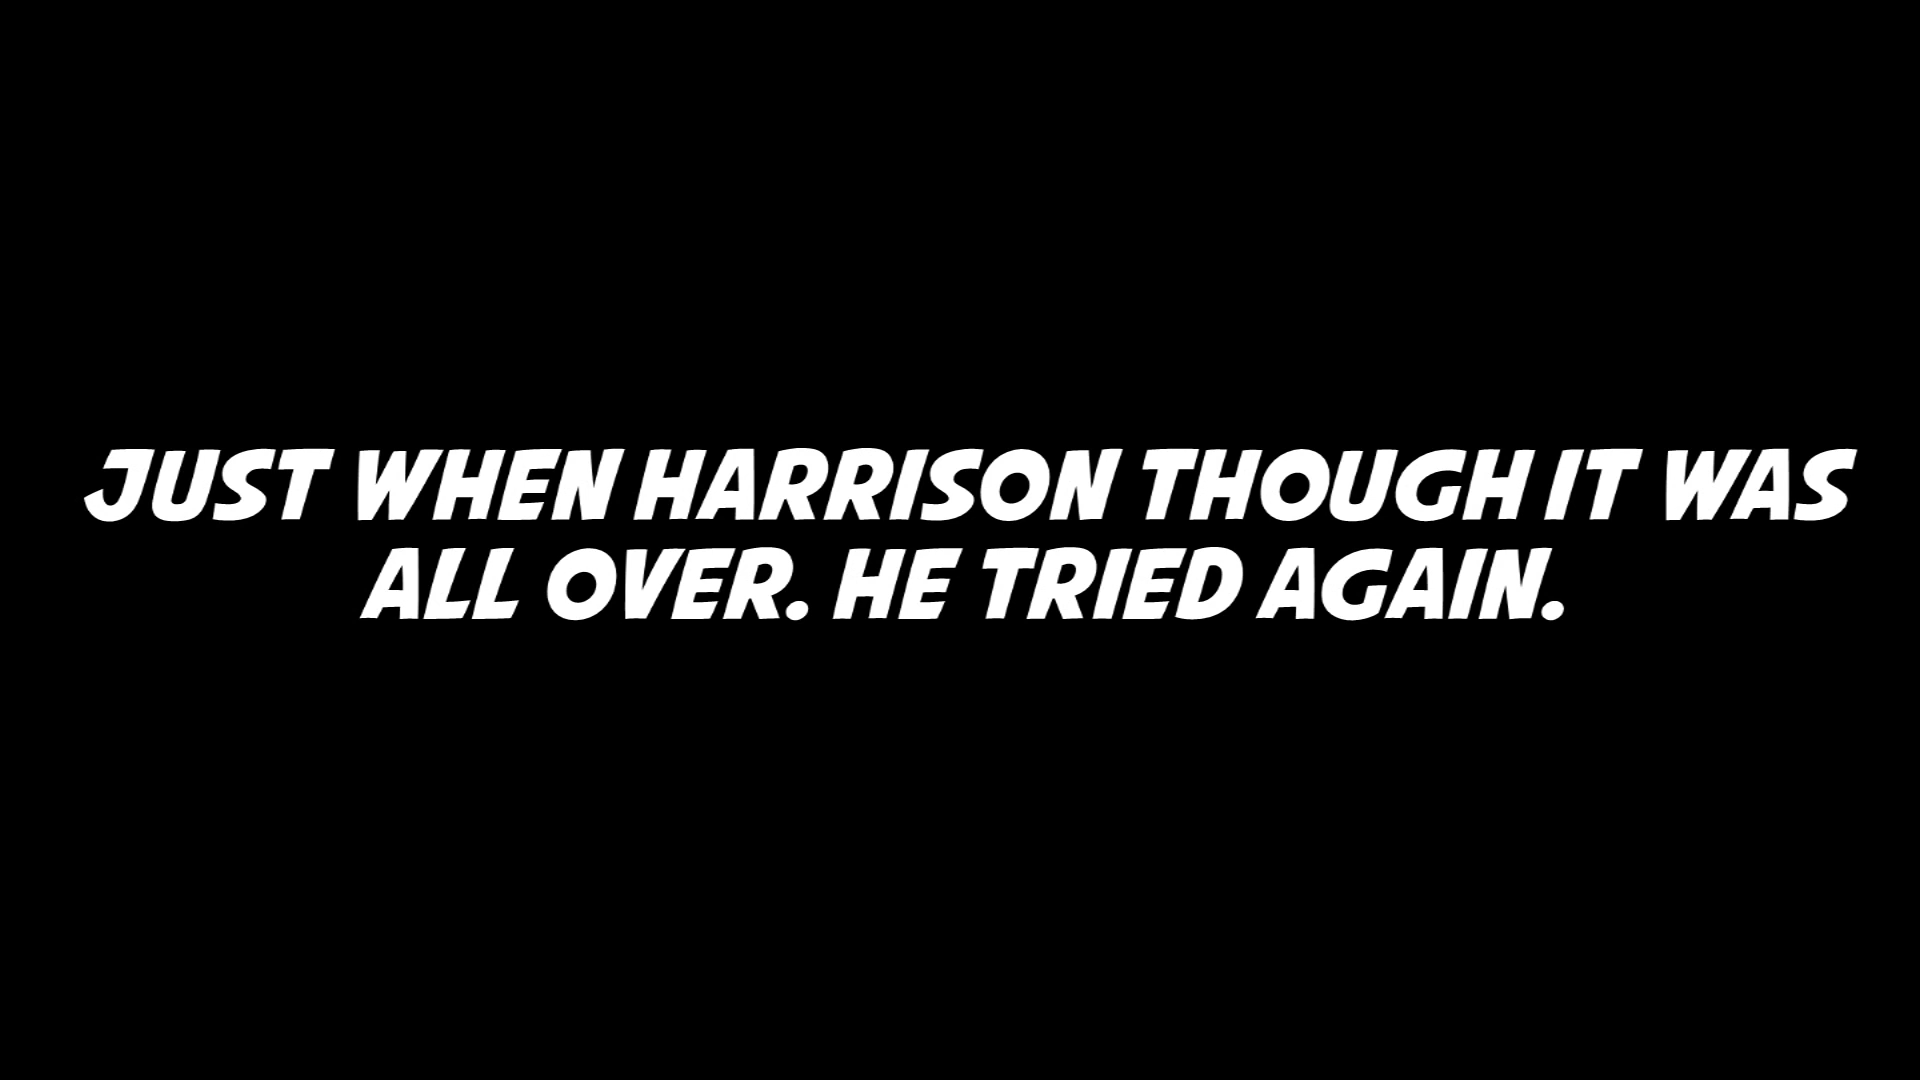 JUST WHEN HARRISON THOUGH IT WAS
ALL OVER. HE TRIED AGAIN.